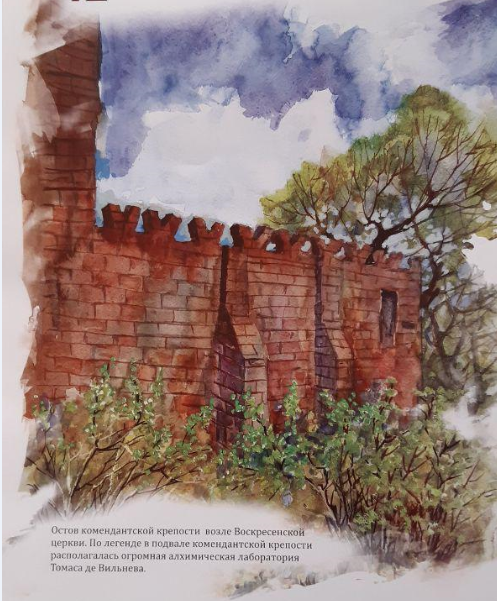 Остов комендантской крепости возле Воскресенской
церкви. По легенде в подвале комендантской крепости
располагалась огромная алхимическая лаборатория
Томаса де Вильнева.